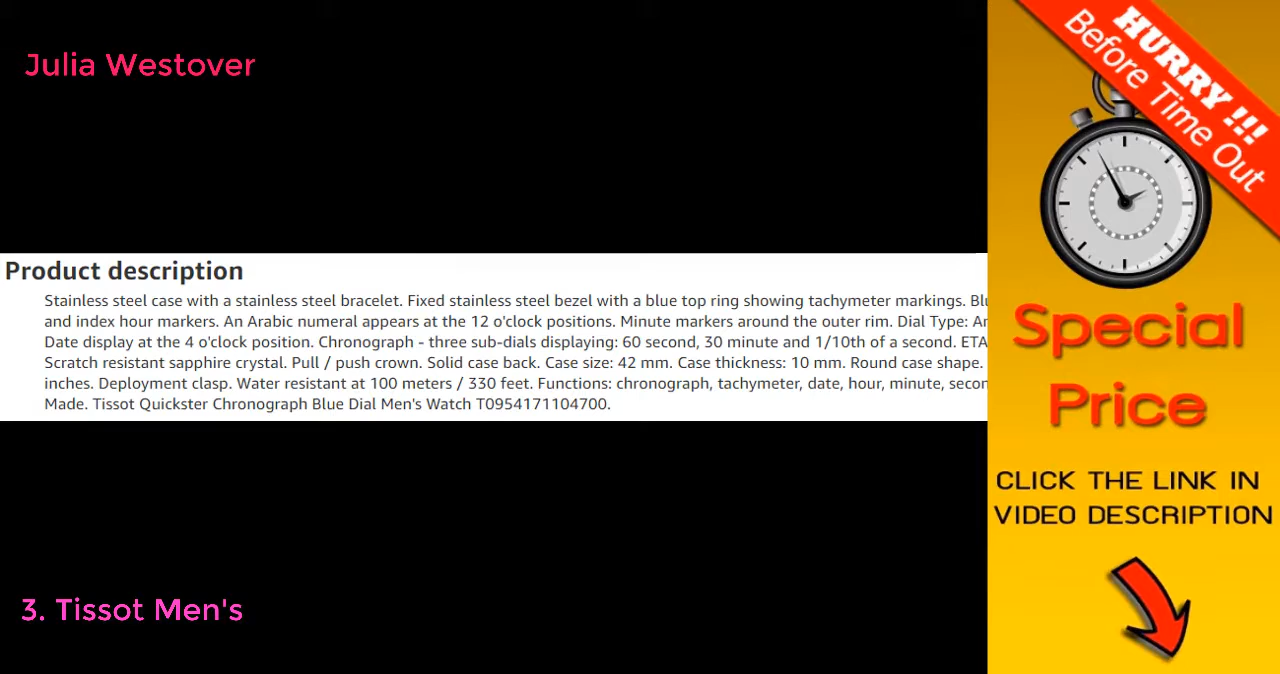 Julia Westover
HURRY !!!
Before Time Out
Product description
Stainless steel case with a stainless steel bracelet. Fixed stainless steel bezel with a blue top ring showing tachymeter markings.
and index hour markers. An Arabic numeral appears at the 12 o'clock positions. Minute markers around the outer rim. Dial Type:
Date display at the 4 o'clock position. Chronograph - three sub-dials displaying: 60 second, 30 minute and 1/10th of a second. ETA
Scratch resistant sapphire crystal. Pull / push crown. Solid case back. Case size: 42 mm. Case thickness: 10 mm. Round case shape.
inches. Deployment clasp. Water resistant at 100 meters / 330 feet. Functions: chronograph, tachymeter, date, hour, minute,
Made. Tissot Quickster Chronograph Blue Dial Men's Watch T0954171104700.
Special
Price
CLICK THE LINK IN
VIDEO DESCRIPTION
3. Tissot Men's